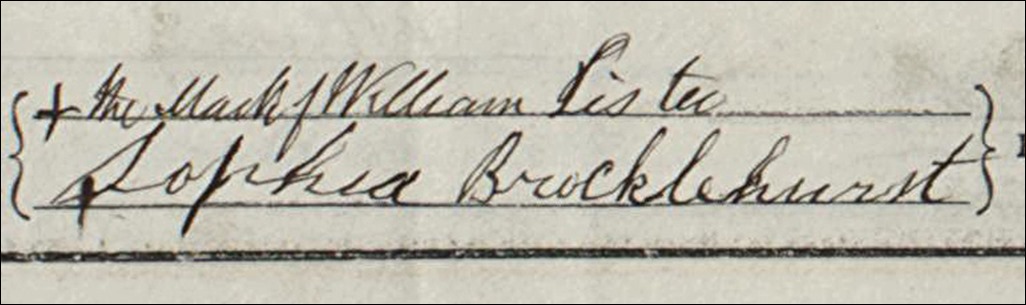 + the Mark of William Lister
Sophia Brocklehurst